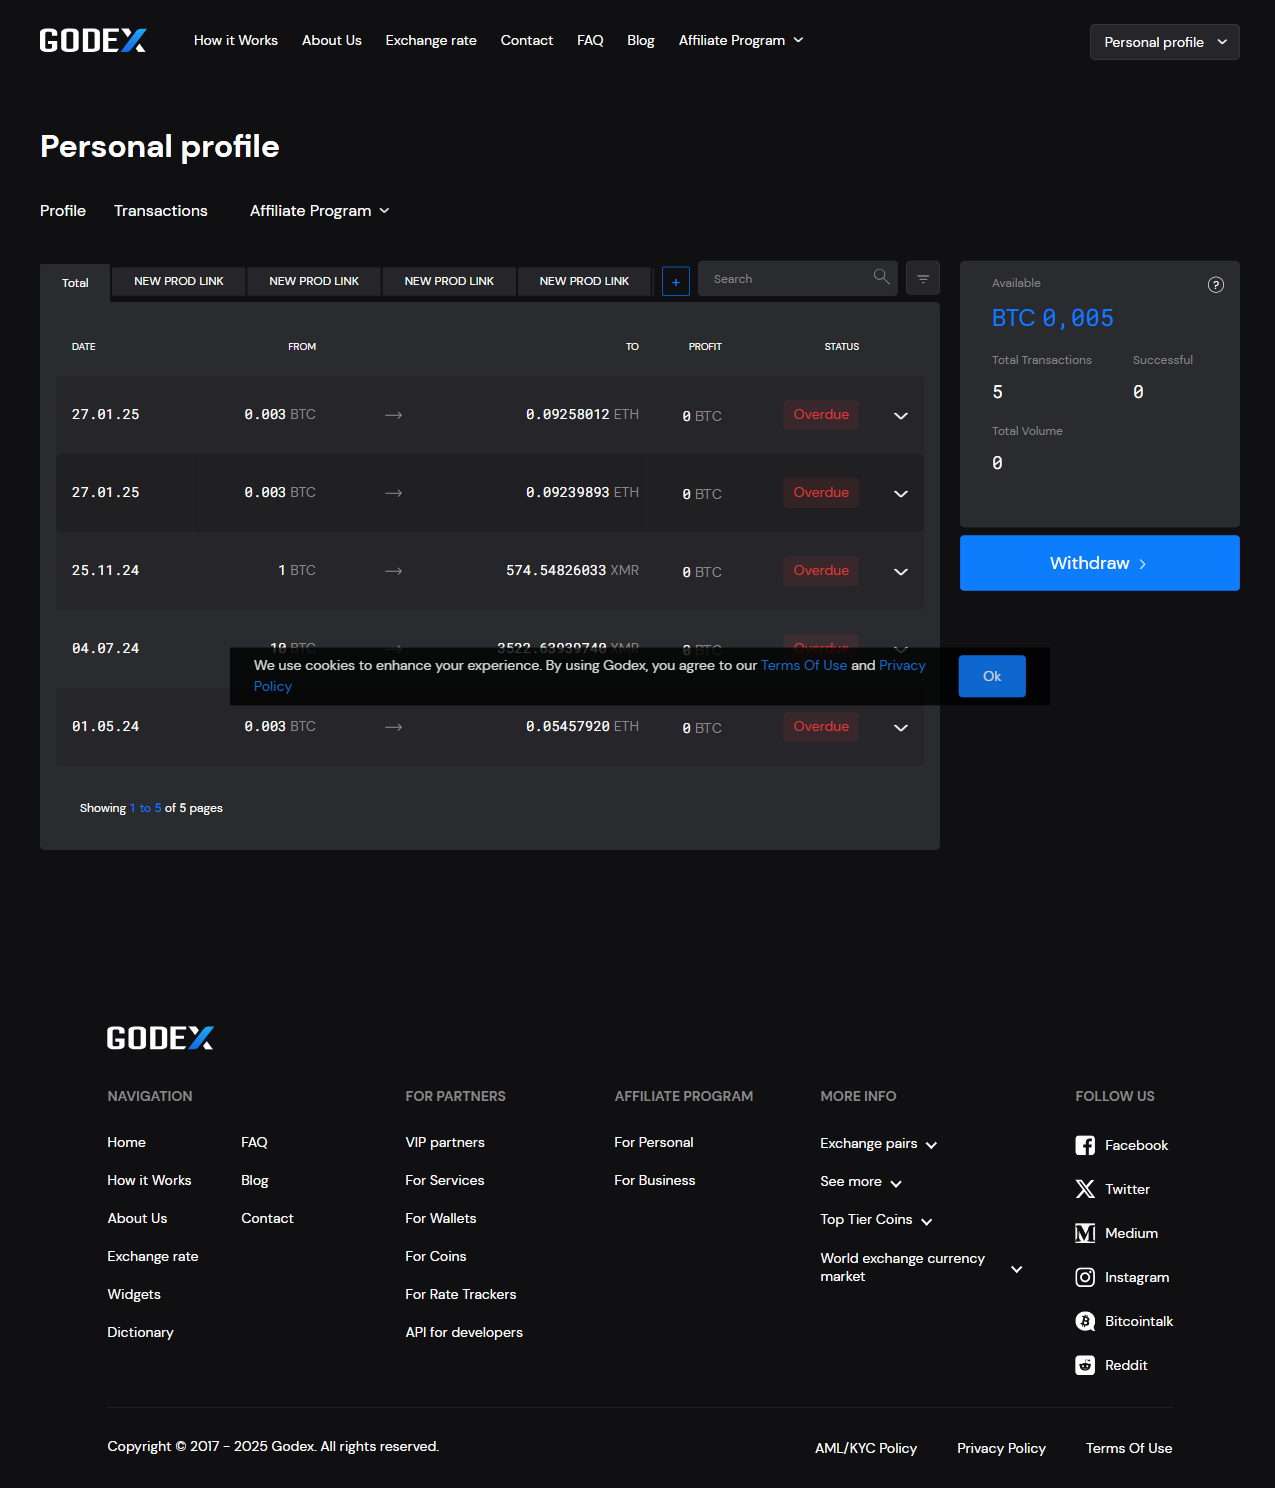 GODEX
How it Works About Us Exchange rate Contact FAQ Blog Affiliate Program Personal profile
Personal profile
Profile Transactions Affiliate Program
Total NEW PROD LINK NEW PROD LINK NEW PROD LINK NEW PROD LINK + Search
DATE FROM TO PROFIT STATUS
27.01.25 0.003 BTC → 0.09258012 ETH 0 BTC Overdue
27.01.25 0.003 BTC → 0.09239893 ETH 0 BTC Overdue
25.11.24 1 BTC → 574.54826033 XMR 0 BTC Overdue
04.07.24 10 BTC → 3522.63939740 XMR 0 BTC Overdue
01.05.24 0.003 BTC → 0.05457920 ETH 0 BTC Overdue
Showing 1 to 5 of 5 pages
Available ?
BTC 0,005
Total Transactions Successful
5 0
Total Volume
0
Withdraw
We use cookies to enhance your experience. By using Godex, you agree to our Terms Of Use and Privacy
Policy
Ok
GODEX
NAVIGATION
Home
How it Works
About Us
Exchange rate
Widgets
Dictionary
FAQ
Blog
Contact
FOR PARTNERS
VIP partners
For Services
For Wallets
For Coins
For Rate Trackers
API for developers
AFFILIATE PROGRAM
For Personal
For Business
MORE INFO
Exchange pairs
See more
Top Tier Coins
World exchange currency
market
FOLLOW US
Facebook
Twitter
Medium
Instagram
Bitcointalk
Reddit
Copyright © 2017 - 2025 Godex. All rights reserved. AML/KYC Policy Privacy Policy Terms Of Use